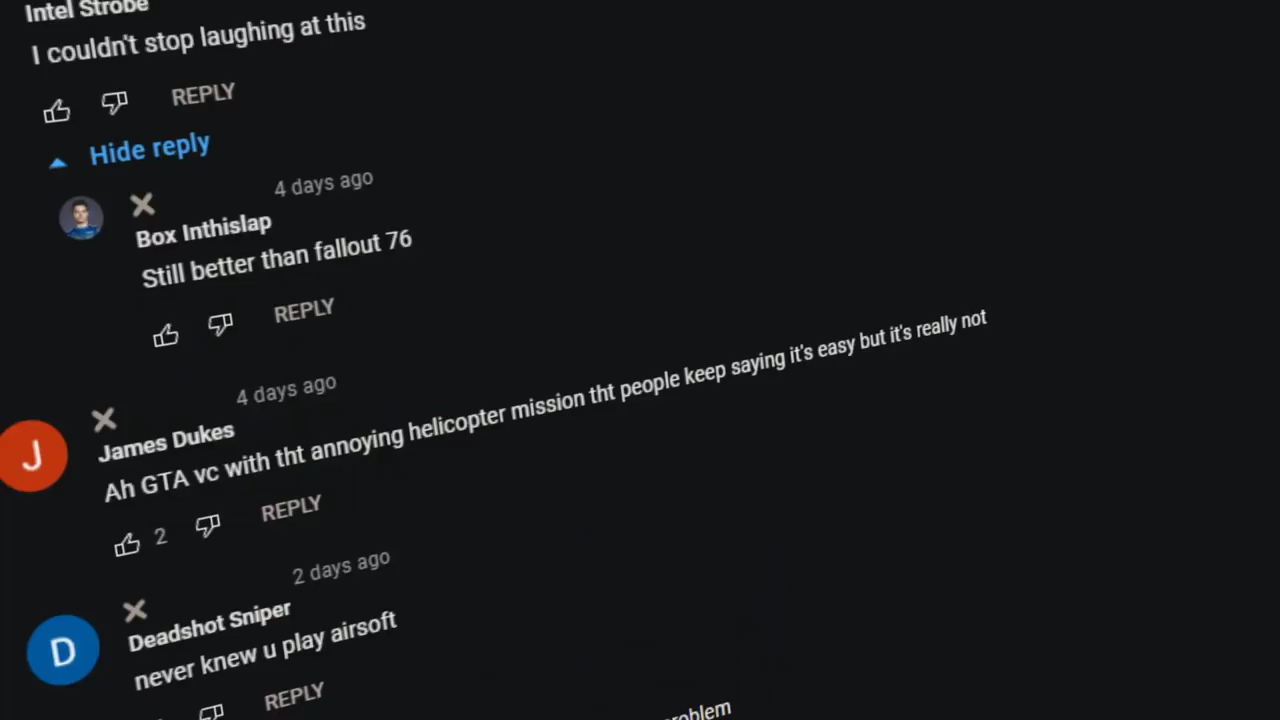 Intel Strobe
I couldn't stop laughing at this
REPLY
Hide reply
4 days ago
Box Inthislap
Still better than fallout 76
REPLY
4 days ago
James Dukes
Ah GTA vc with tht annoying helicopter mission tht people keep saying it's easy but it's really not
2 REPLY
J
2 days ago
Deadshot Sniper
never knew u play airsoft
D
REPLY